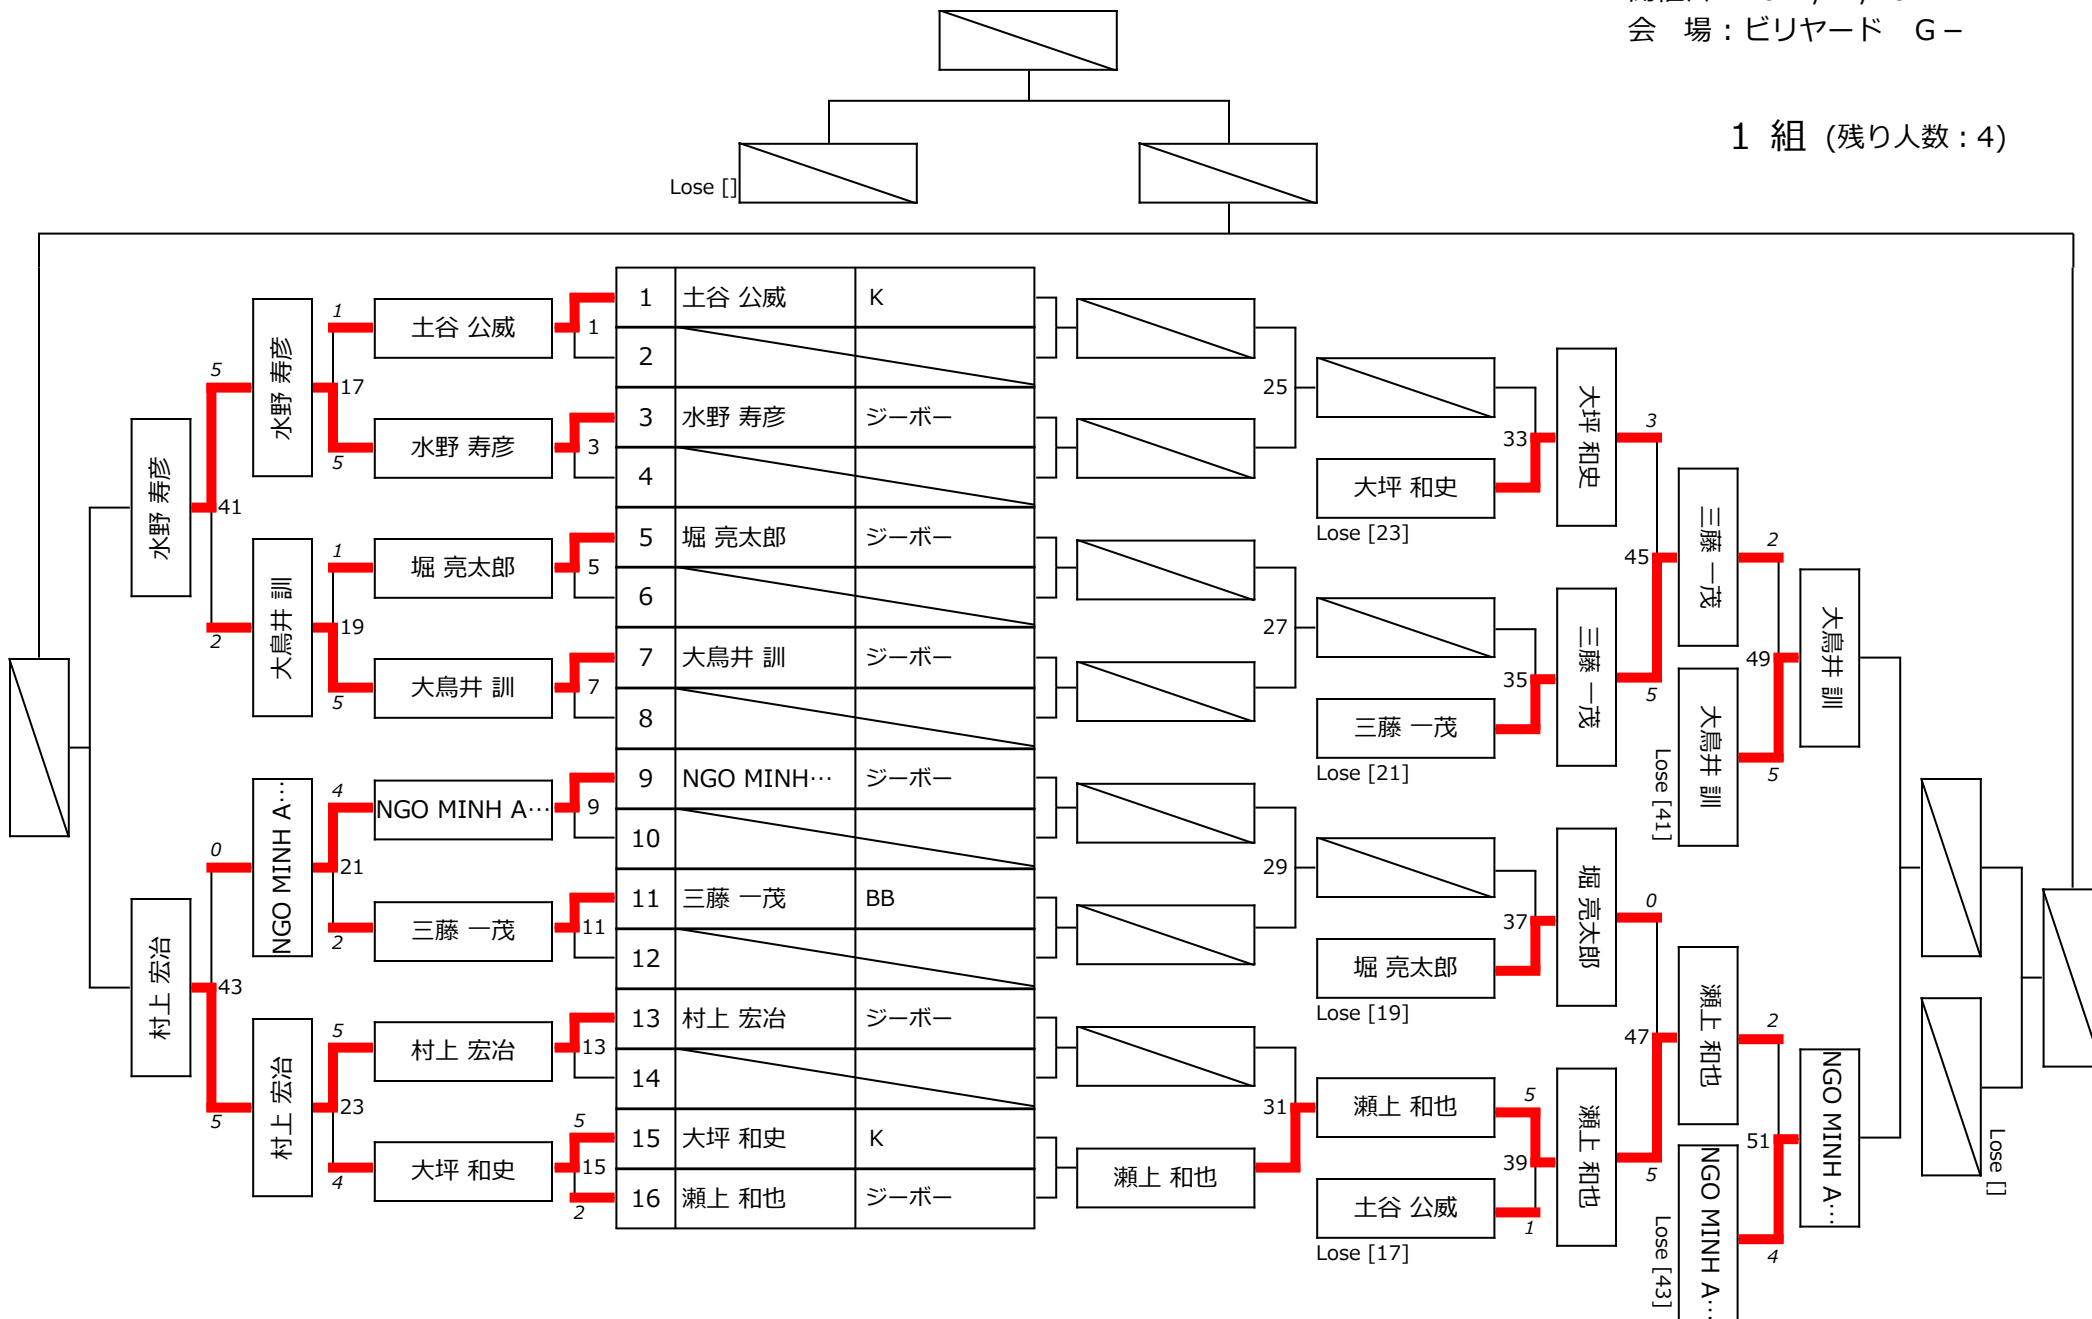 会　場：ビリヤード　G－
1 組 (残り人数：4)
Lose []
1 土谷 公威 K
2
3 水野 寿彦 ジーボー
4
5 堀 亮太郎 ジーボー
6
7 大鳥井 訓 ジーボー
8
9 NGO MINH… ジーボー
10
11 三藤 一茂 BB
12
13 村上 宏冶 ジーボー
14
15 大坪 和史 K
16 瀬上 和也 ジーボー
土谷 公威
1
水野 寿彦
3
堀 亮太郎
5
大鳥井 訓
7
NGO MINH A…
9
三藤 一茂
11
村上 宏冶
13
大坪 和史
5
15
2
水野 寿彦
1
17
5
大鳥井 訓
1
19
5
NGO MINH A…
4
21
2
村上 宏冶
5
23
4
水野 寿彦
5
41
2
村上 宏冶
0
43
5
25
27
29
31
瀬上 和也
大坪 和史
Lose [23]
33
三藤 一茂
Lose [21]
35
堀 亮太郎
Lose [19]
37
瀬上 和也
5
39
土谷 公威
1
Lose [17]
大坪 和史
3
45
三藤 一茂
5
堀 亮太郎
0
47
瀬上 和也
5
三藤 一茂
2
49
大鳥井 訓
5
Lose [41]
瀬上 和也
2
51
NGO MINH A…
4
Lose [43]
大鳥井 訓
NGO MINH A…
Lose []